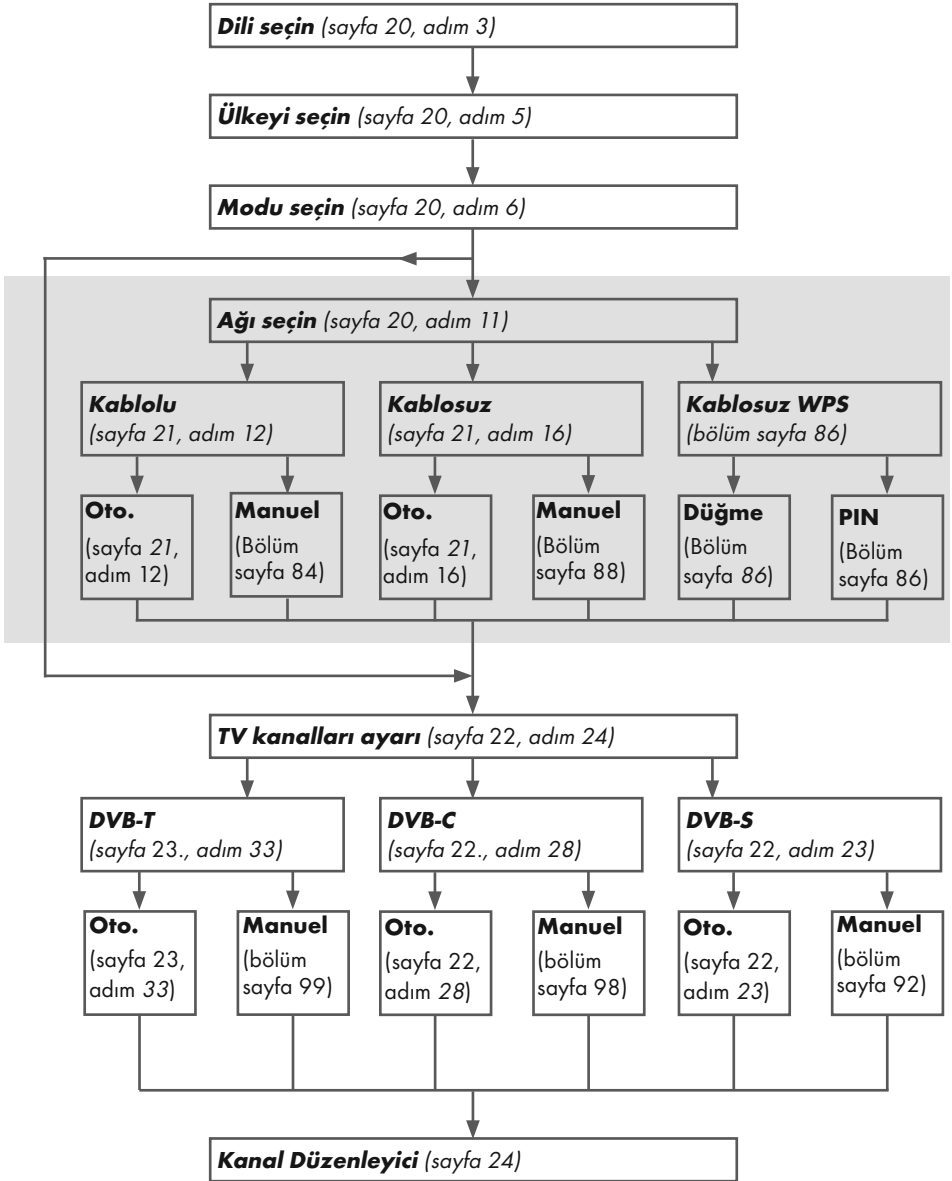 Dili seçin (sayfa 20, adım 3)
Ülkeyi seçin (sayfa 20, adım 5)
Modu seçin (sayfa 20, adım 6)
Ağı seçin (sayfa 20, adım 11)
Kablolu
(sayfa 21, adım 12)
Kablosuz
(sayfa 21, adım 16)
Kablosuz WPS
(bölüm sayfa 86)
Oto.
(sayfa 21,
adım 12)
Manuel
(Bölüm
sayfa 84)
Oto.
(sayfa 21,
adım 16)
Manuel
(Bölüm
sayfa 88)
Düğme
(Bölüm
sayfa 86)
PIN
(Bölüm
sayfa 86)
TV kanalları ayarı (sayfa 22, adım 24)
DVB-T
(sayfa 23., adım 33)
DVB-C
(sayfa 22., adım 28)
DVB-S
(sayfa 22, adım 23)
Oto.
(sayfa 23,
adım 33)
Manuel
(bölüm
sayfa 99)
Oto.
(sayfa 22,
adım 28)
Manuel
(bölüm
sayfa 98)
Oto.
(sayfa 22,
adım 23)
Manuel
(bölüm
sayfa 92)
Kanal Düzenleyici (sayfa 24)